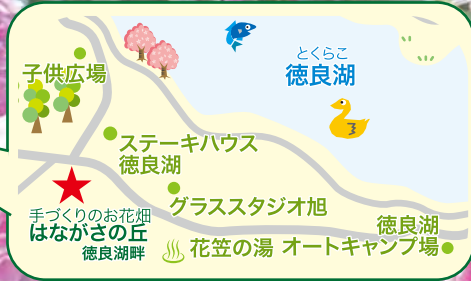 とくらこ
徳良湖
子供広場
ステーキハウス
徳良湖
グラススタジオ旭
手づくりのお花畑
はながさの丘
徳良湖畔
花笠の湯
徳良湖
オートキャンプ場